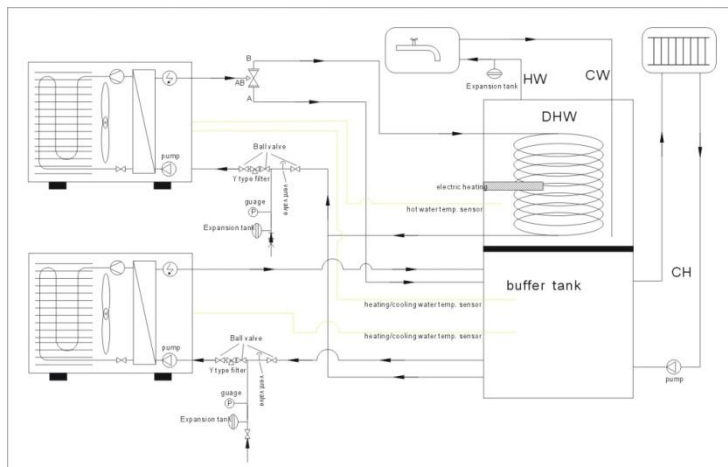 B
AB
A
HW
CW
Expansion tank
DHW
pump
Ball valve
Y type filter
vent valve
electric heating
guage
P
hot water temp. sensor
Expansion tank
buffer tank
CH
heating/cooling water temp. sensor
heating/cooling water temp. sensor
Ball valve
pump
pump
Y type filter
vent valve
guage
P
Expansion tank